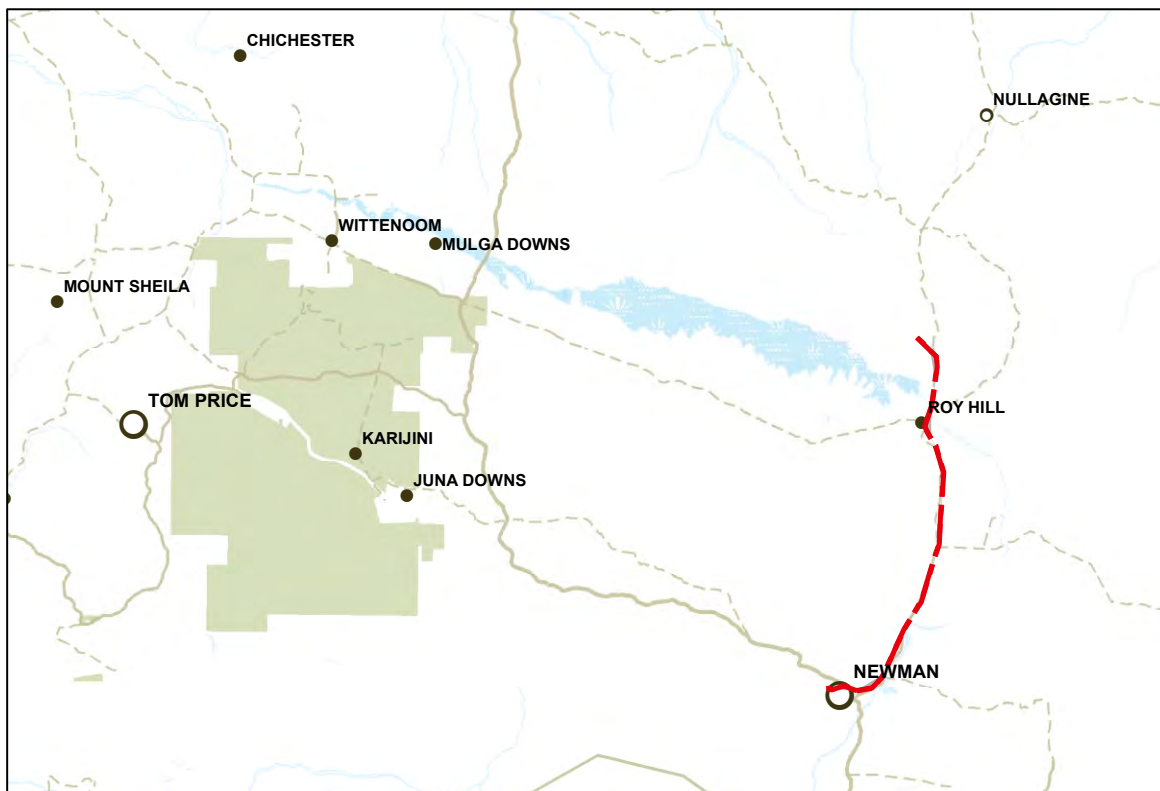 CHICHESTER
NULLAGINE
WITTENOOM
MULGA DOWNS
MOUNT SHEILA
TOM PRICE
ROY HILL
KARIJINI
JUNA DOWNS
NEWMAN